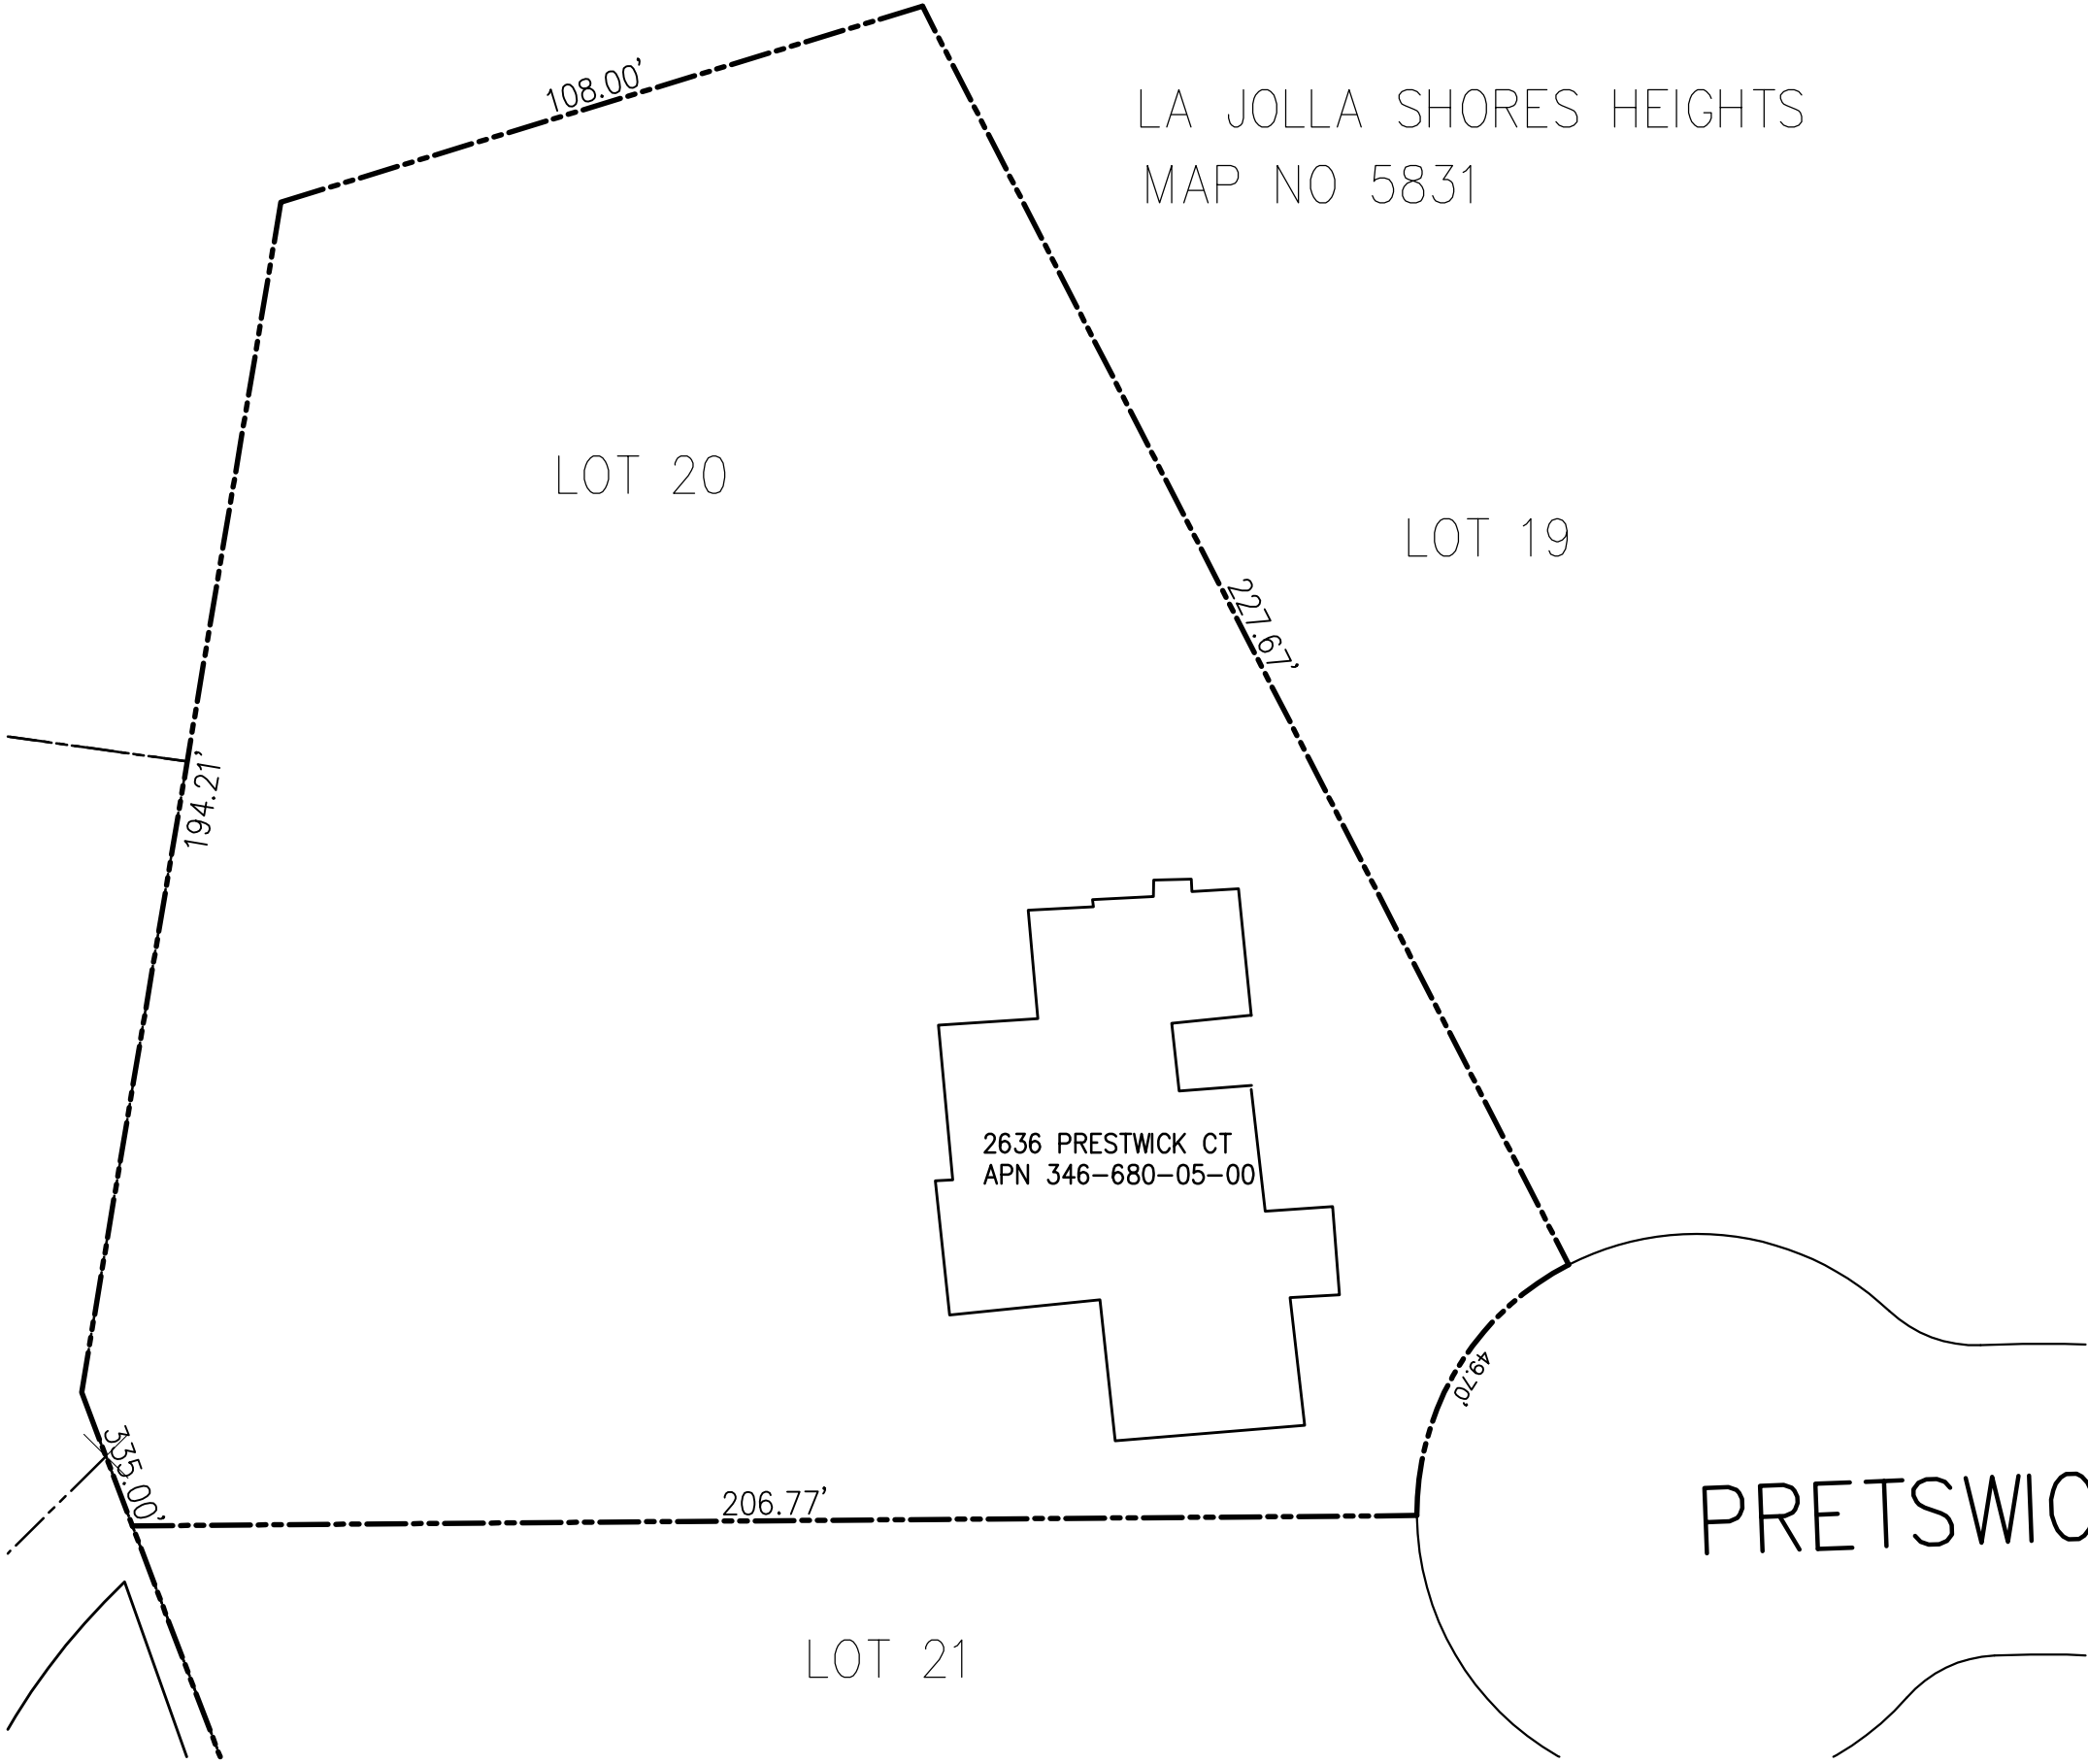 108.00'
LA JOLLA SHORES HEIGHTS
MAP NO 5831
LOT 20
LOT 19
227.67'
194.21'
2636 PRESTWICK CT
APN 346-680-05-00
49.70'
335.00'
206.77'
PRETSWIC
LOT 21